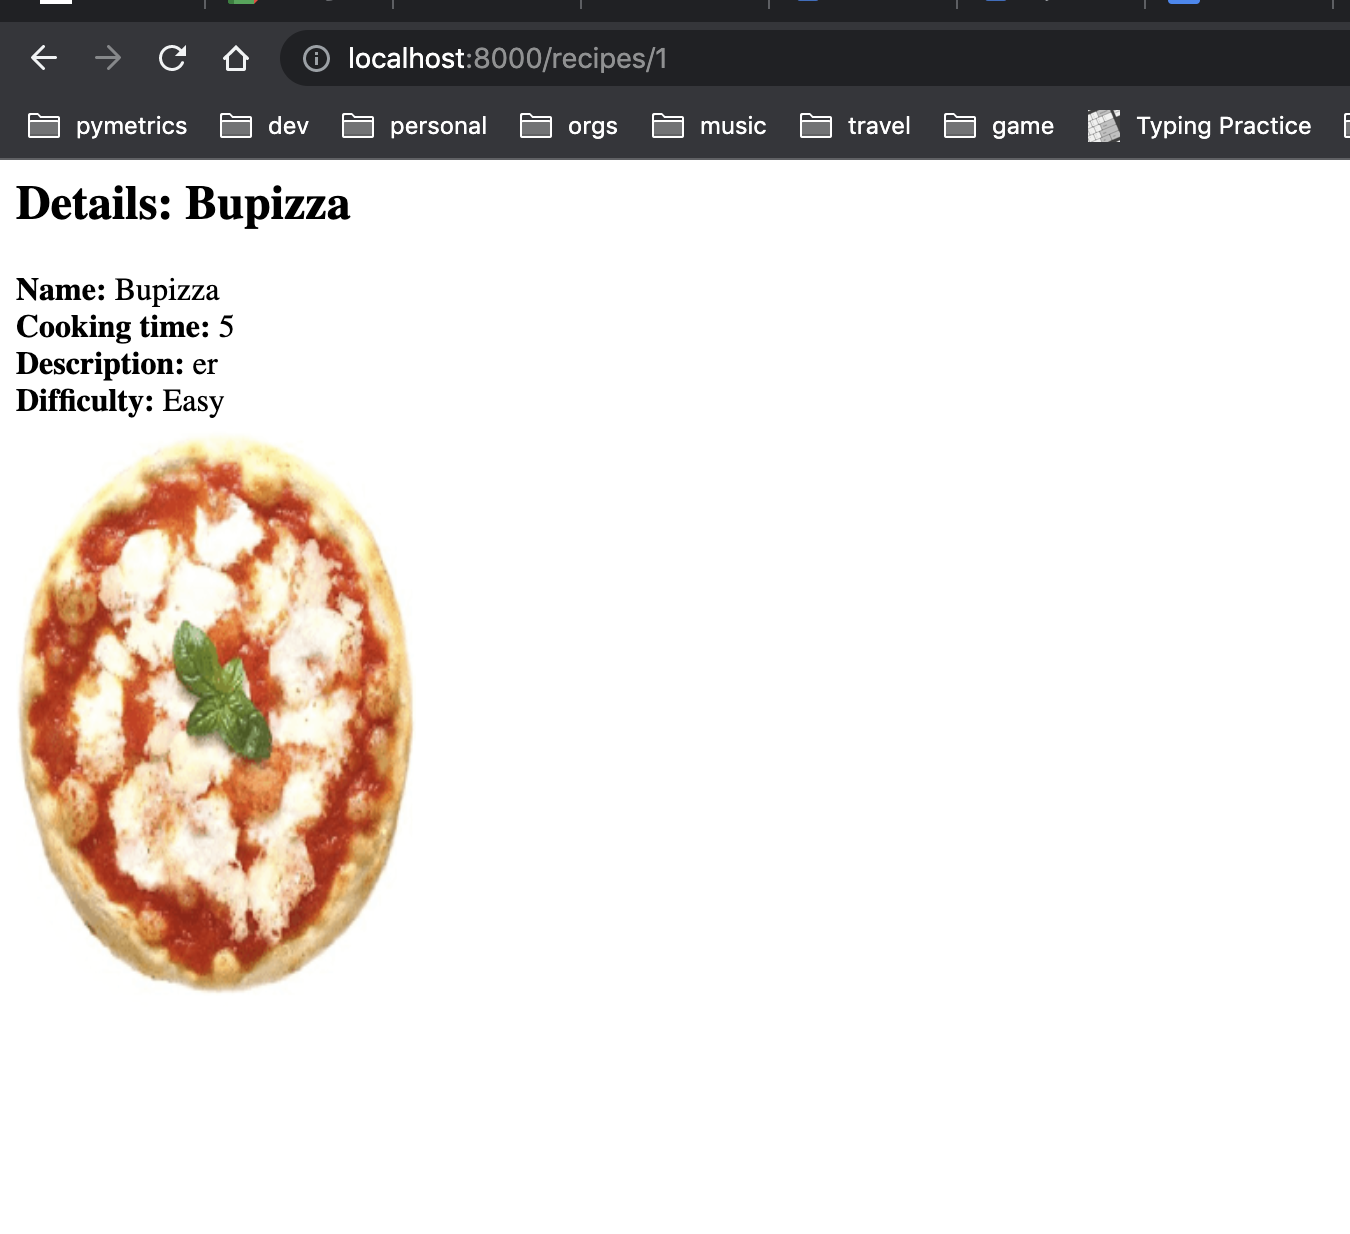 localhost:8000/recipes/1
pymetrics dev personal orgs music travel game Typing Practice
Details: Bupizza
Name: Bupizza
Cooking time: 5
Description: er
Difficulty: Easy